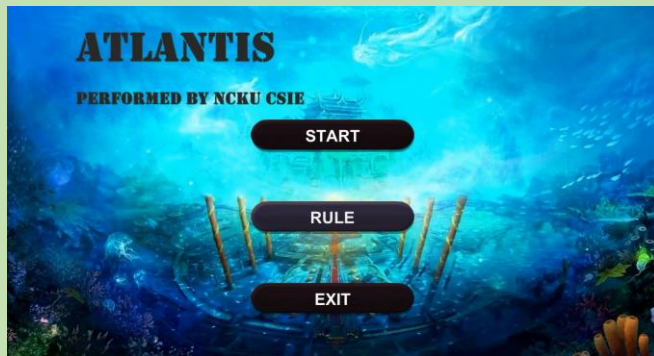 ATLANTIS
PERFORMED BY NCKU CSIE
START
RULE
EXIT